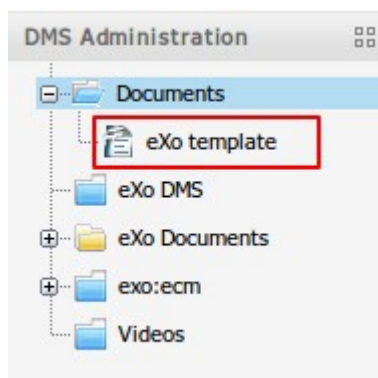 DMS Administration
Documents
eXo template
eXo DMS
eXo Documents
exo:ecm
Videos